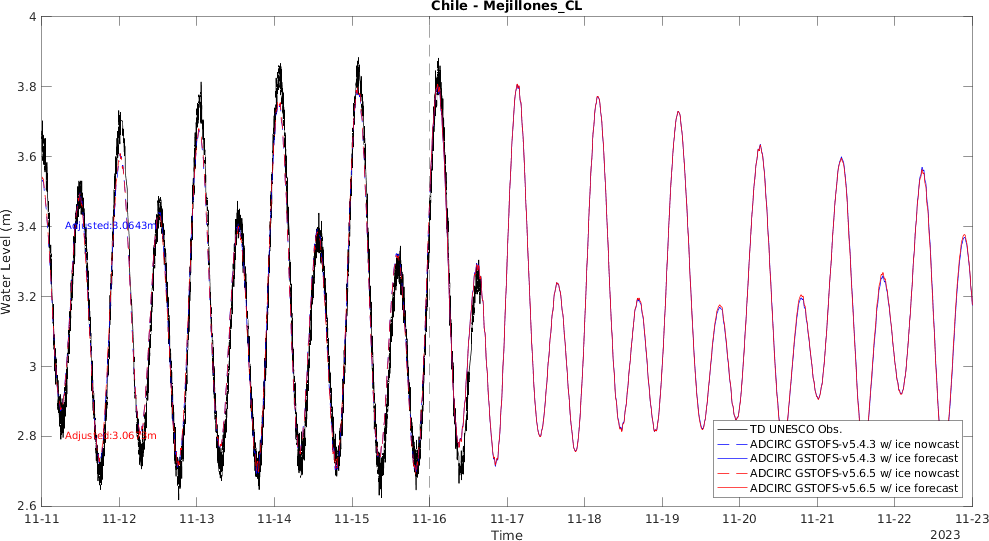 Chile - Mejillones_CL
4
3.8
3.6
3.4
3.2
3
2.8
2.6
Water Level (m)
Adjusted:3.0643m
TD UNESCO Obs.
ADCIRC GSTOFS-v5.4.3 w/ ice nowcast
ADCIRC GSTOFS-v5.4.3 w/ ice forecast
ADCIRC GSTOFS-v5.6.5 w/ ice nowcast
ADCIRC GSTOFS-v5.6.5 w/ ice forecast
11-11
11-12
11-13
11-14
11-15
11-16
11-17
11-18
11-19
11-20
11-21
11-22
11-23
Time
2023